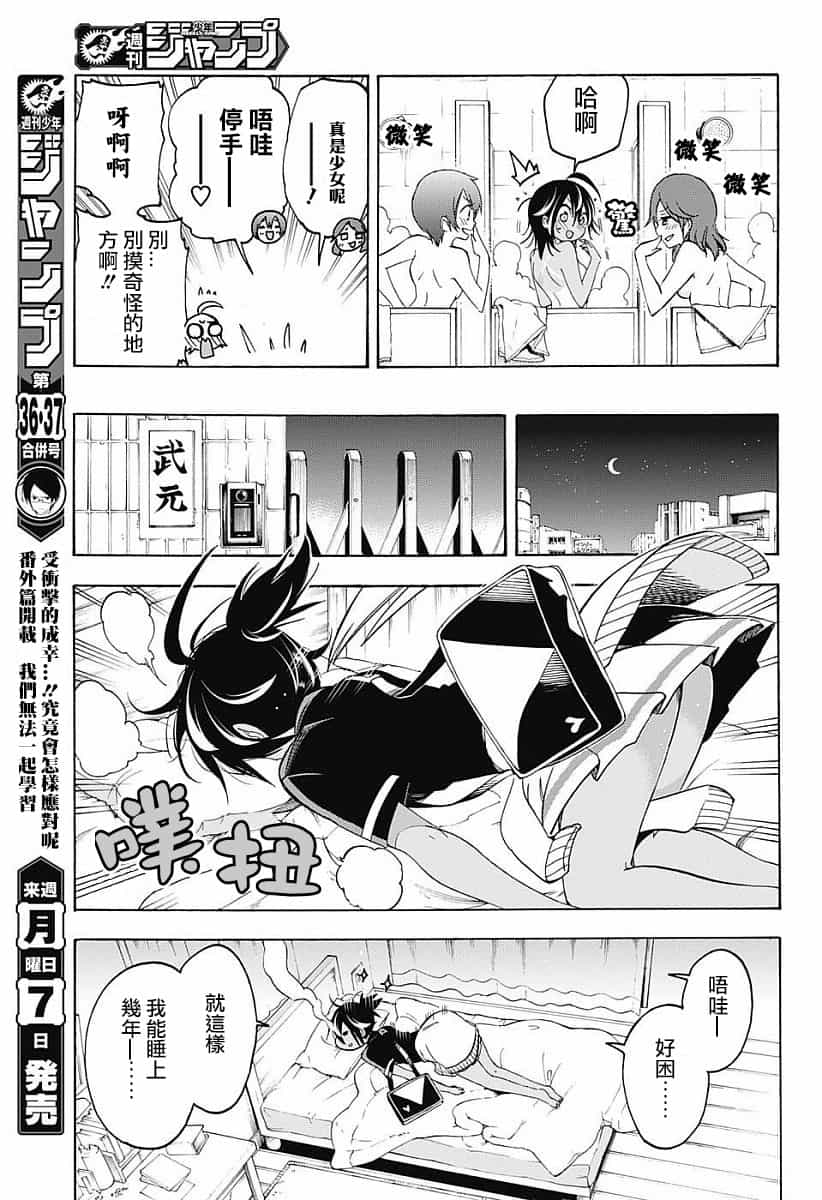 週刊
少年
ジャンプ
微笑
哈啊
驚
微笑
微笑
真是少女呢
——!!
唔哇
停手——
——♥
呀啊啊
別…
別摸奇怪的地
方啊!!
武元
噗
扭
唔哇—
好困……
就這樣
我能睡上
幾年—……
週刊少年
ジャンプ
第
36・37
合併号
受衝擊的成幸…!!究竟會怎樣應對呢
番外篇開載 我們無法一起學習
来週
月
曜日
7
日
発売